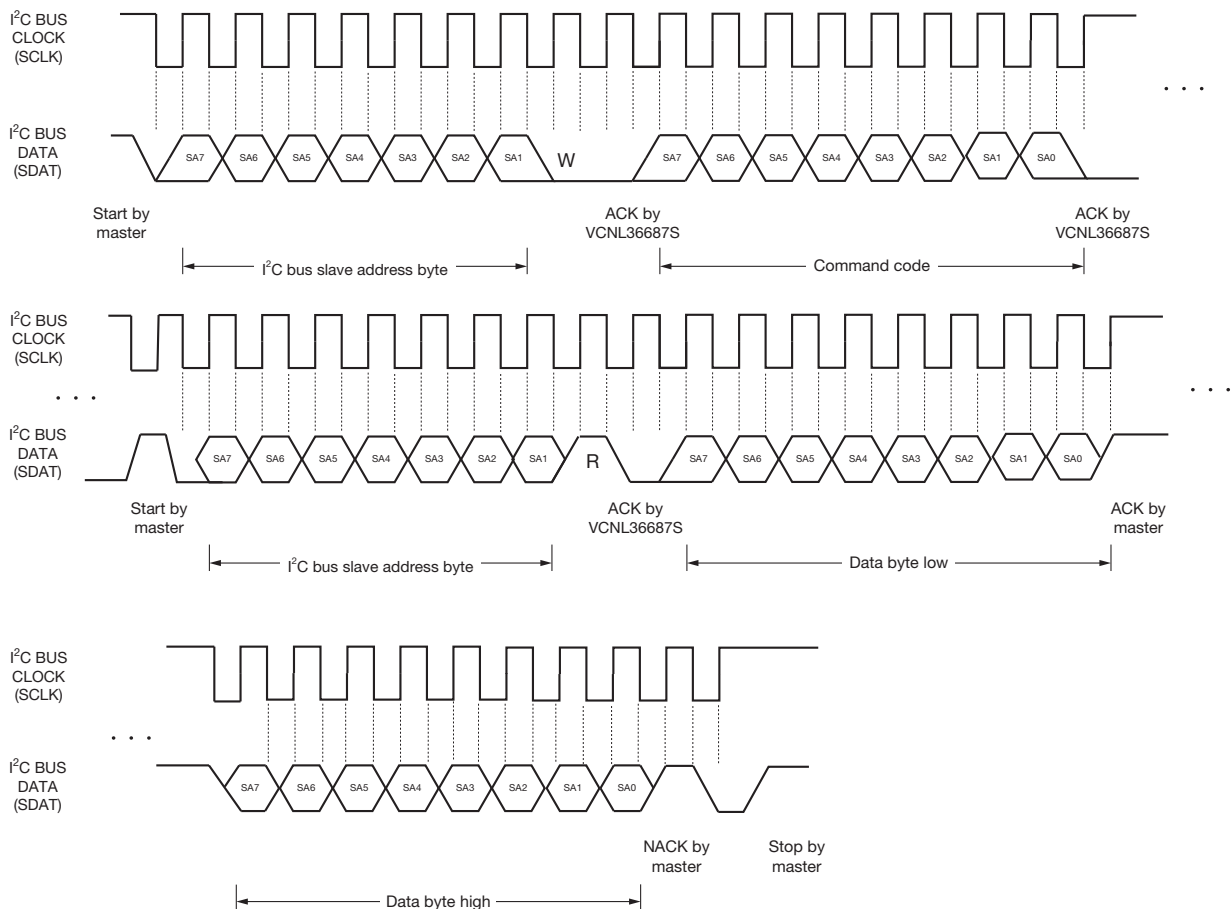 I²C BUS
CLOCK
(SCLK)
. . .
I²C BUS
DATA
(SDAT)
SA7 SA6 SA5 SA4 SA3 SA2 SA1 W SA7 SA6 SA5 SA4 SA3 SA2 SA1 SA0
Start by
master
ACK by
VCNL36687S
ACK by
VCNL36687S
I²C bus slave address byte
Command code
I²C BUS
CLOCK
(SCLK)
. . .
. . .
I²C BUS
DATA
(SDAT)
SA7 SA6 SA5 SA4 SA3 SA2 SA1 R SA7 SA6 SA5 SA4 SA3 SA2 SA1 SA0
Start by
master
ACK by
VCNL36687S
ACK by
master
I²C bus slave address byte
Data byte low
I²C BUS
CLOCK
(SCLK)
. . .
I²C BUS
DATA
(SDAT)
SA7 SA6 SA5 SA4 SA3 SA2 SA1 SA0
NACK by
master
Stop by
master
Data byte high